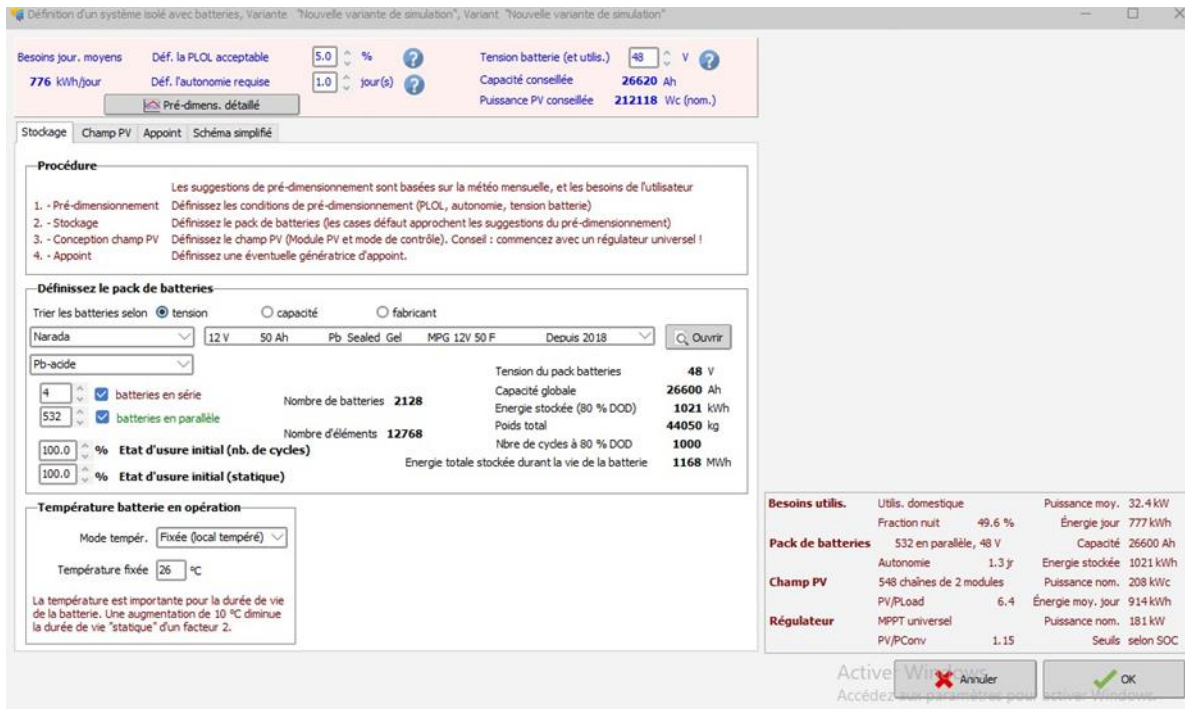 Définition d'un système isolé avec batteries, Variante "Nouvelle variante de simulation", Variant "Nouvelle variante de simulation"
Besoins jour. moyens Déf. la PLOL acceptable 5.0 % ? Tension batterie (et utilis.) 48 V ?
776 kWh/jour Déf. l'autonomie requise 1.0 jour(s) ? Capacité conseillée 26620 Ah
Pré-dimens. détaillé Puissance PV conseillée 212118 Wc (nom.)
Stockage Champ PV Appoint Schéma simplifié
Procédure
Les suggestions de pré-dimensionnement sont basées sur la météo mensuelle, et les besoins de l'utilisateur
1. - Pré-dimensionnement Définissez les conditions de pré-dimensionnement (PLOL, autonomie, tension batterie)
2. - Stockage Définissez le pack de batteries (les cases défaut approchent les suggestions du pré-dimensionnement)
3. - Conception champ PV Définissez le champ PV (Module PV et mode de contrôle). Conseil : commencez avec un régulateur universel !
4. - Appoint Définissez une éventuelle génératrice d'appoint.
Définissez le pack de batteries
Trier les batteries selon tension capacité fabricant
Narada 12 V 50 Ah Pb Sealed Gel MPG 12V 50 F Depuis 2018 Ouvrir
Pb-acide
4 batteries en série
532 batteries en parallèle
100.0 % Etat d'usure initial (nb. de cycles)
100.0 % Etat d'usure initial (statique)
Nombre de batteries 2128
Nombre d'éléments 12768
Tension du pack batteries 48 V
Capacité globale 26600 Ah
Energie stockée (80 % DOD) 1021 kWh
Poids total 44050 kg
Nbre de cycles à 80 % DOD 1000
Energie totale stockée durant la vie de la batterie 1168 MWh
Température batterie en opération
Mode tempér. Fixée (local tempéré)
Température fixée 26 °C
La température est importante pour la durée de vie
de la batterie. Une augmentation de 10 °C diminue
la durée de vie "statique" d'un facteur 2.
Besoins utilis. Utilis. domestique Puissance moy. 32.4 kW
Fraction nuit 49.6 % Énergie jour 777 kWh
Pack de batteries 532 en parallèle, 48 V Capacité 26600 Ah
Autonomie 1.3 jr Energie stockée 1021 kWh
Champ PV 548 chaînes de 2 modules Puissance nom. 208 kWc
PV/PLoad 6.4 Énergie moy. jour 914 kWh
Régulateur MPPT universel Puissance nom. 181 kW
PV/PConv 1.15 Seuils selon SOC
Activer Windows
Accédez aux paramètres pour activer Windows.
Annuler OK